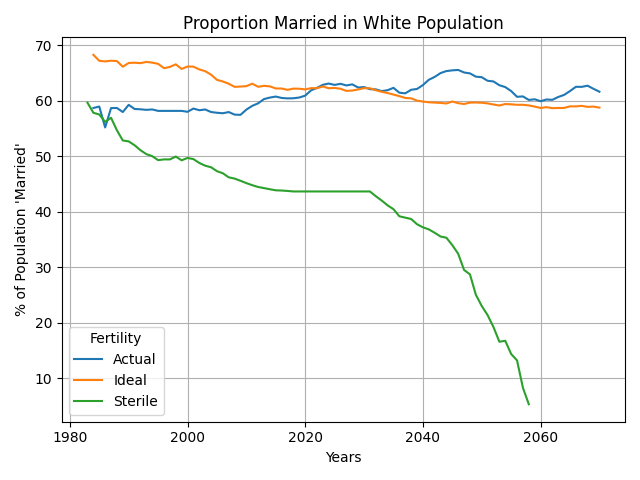 Proportion Married in White Population
% of Population 'Married'
70
60
50
40
30
20
10
Fertility
Actual
Ideal
Sterile
1980 2000 2020 2040 2060
Years